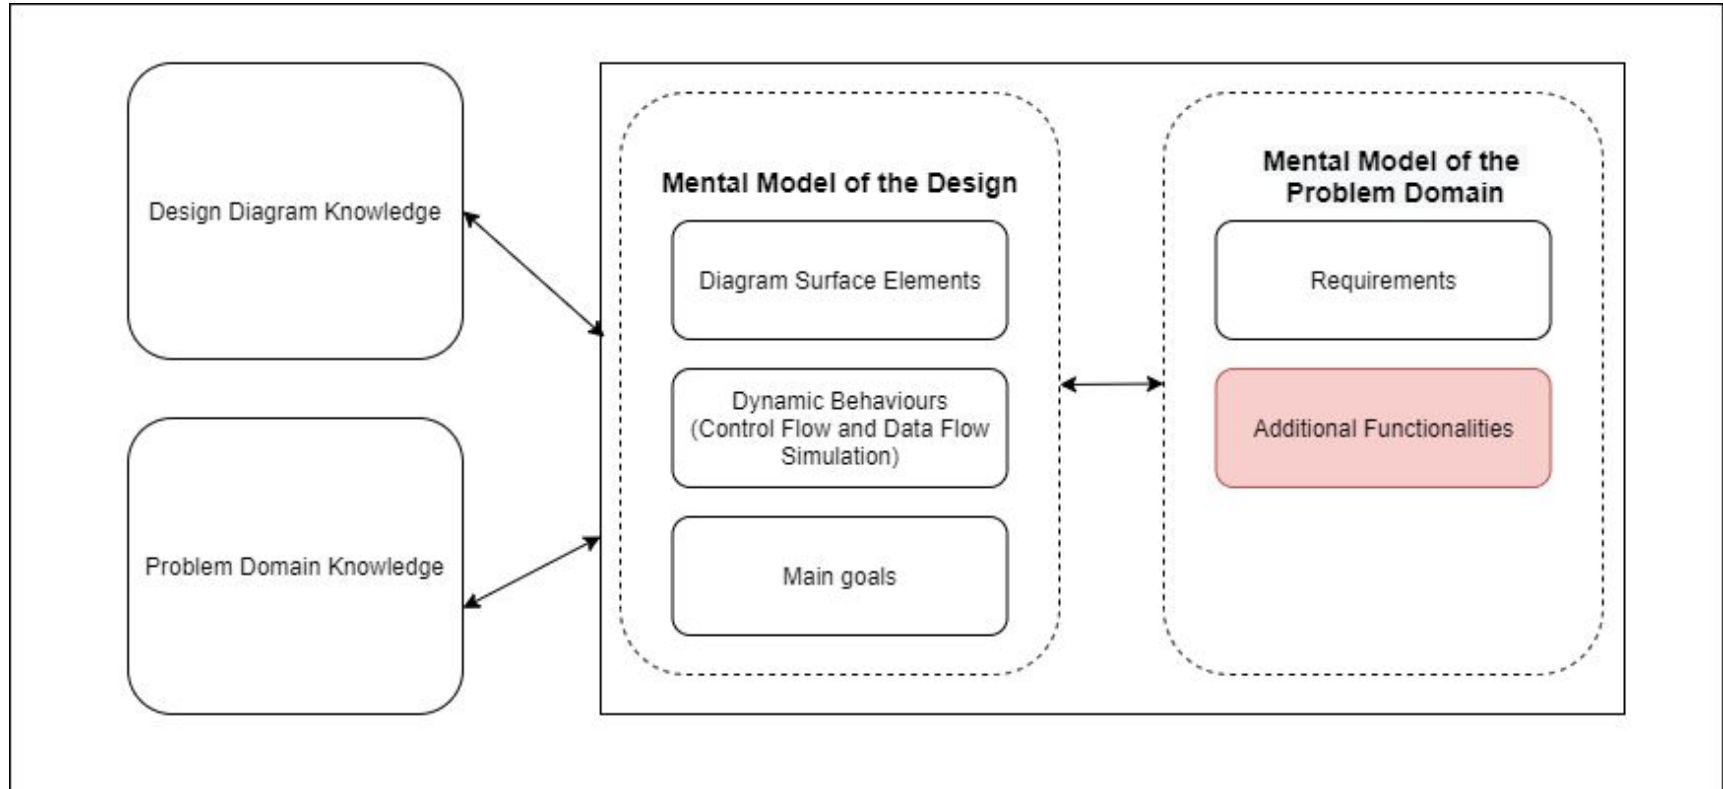 Design Diagram Knowledge
Problem Domain Knowledge
Mental Model of the Design
Diagram Surface Elements
Dynamic Behaviours
(Control Flow and Data Flow
Simulation)
Main goals
Mental Model of the
Problem Domain
Requirements
Additional Functionalities